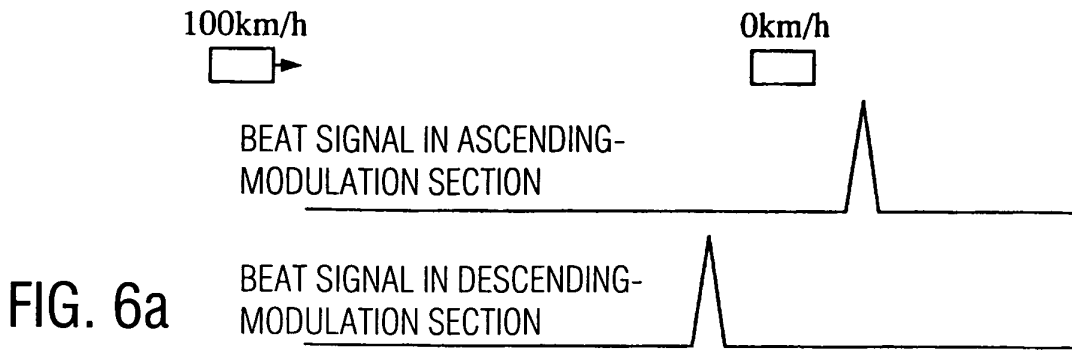 100km/h
0km/h
BEAT SIGNAL IN ASCENDING-
MODULATION SECTION
BEAT SIGNAL IN DESCENDING-
MODULATION SECTION
FIG. 6a